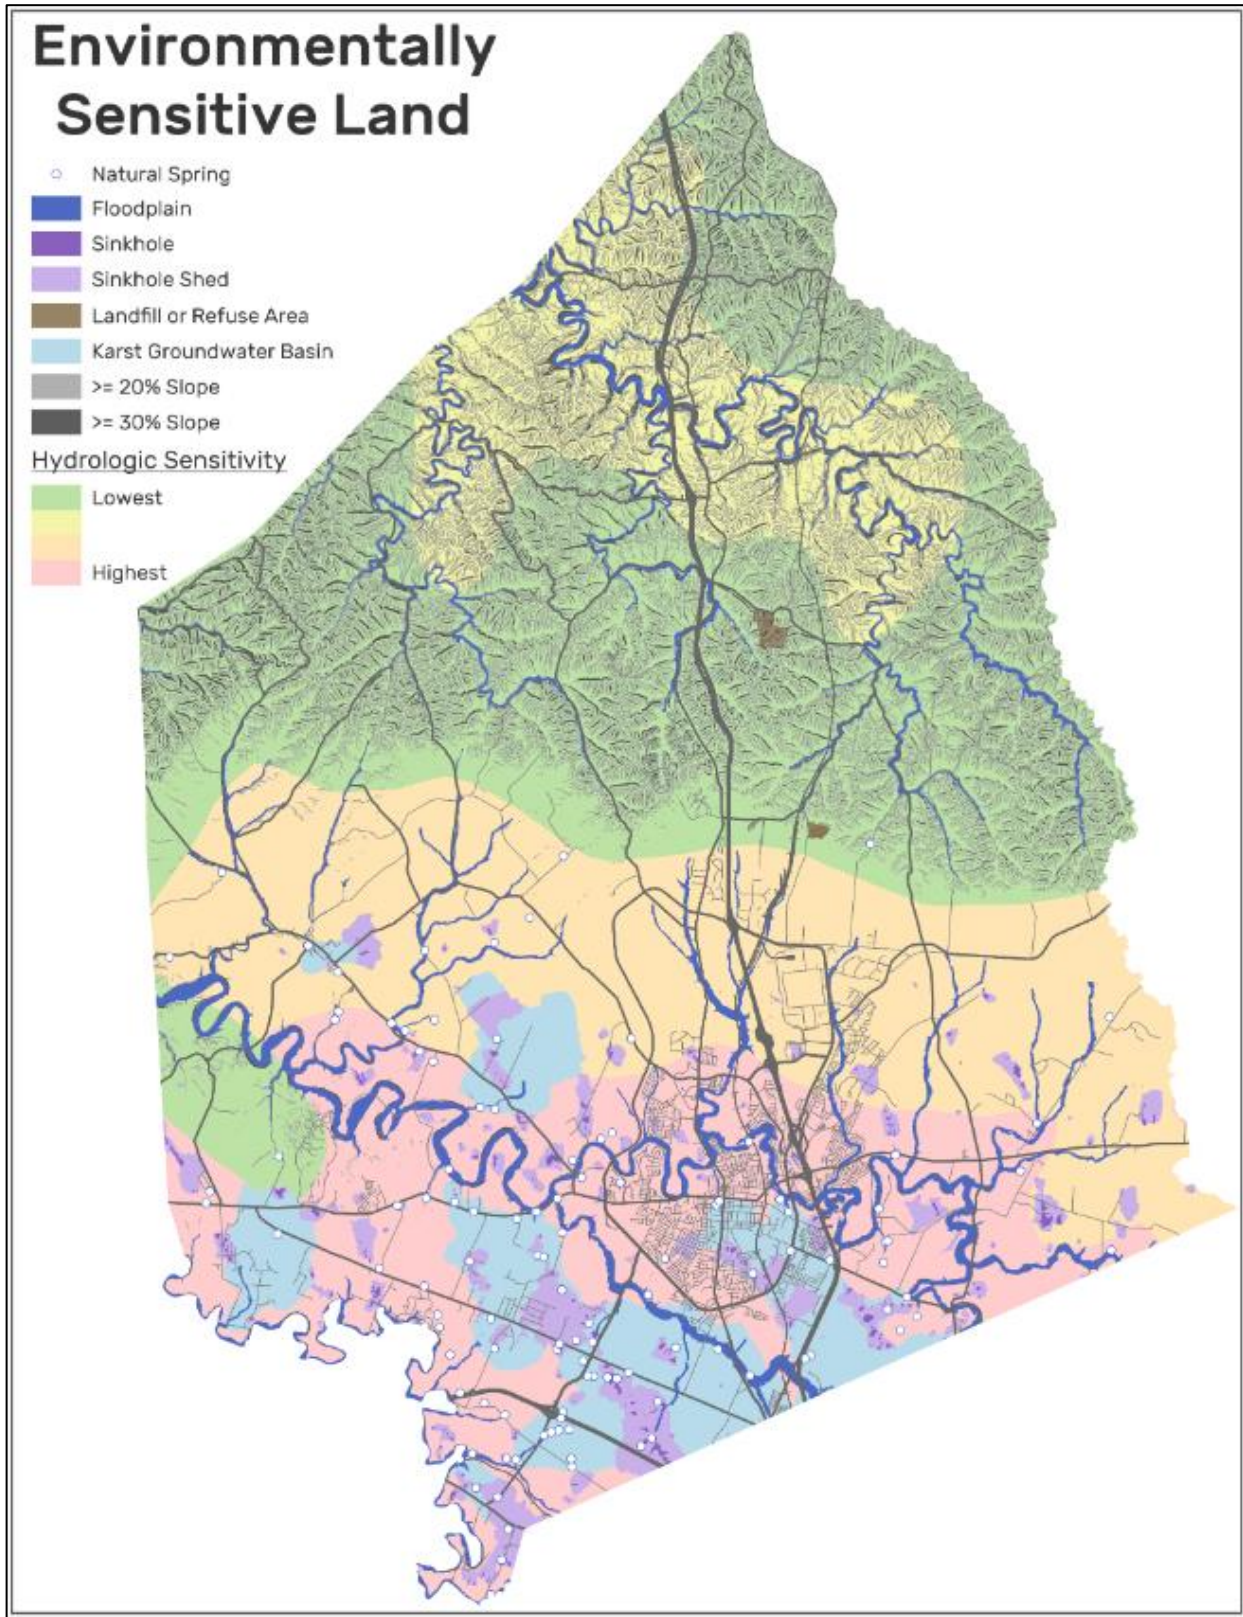 Environmentally
Sensitive Land
Natural Spring
Floodplain
Sinkhole
Sinkhole Shed
Landfill or Refuse Area
Karst Groundwater Basin
>= 20% Slope
>= 30% Slope
Hydrologic Sensitivity
Lowest
Highest